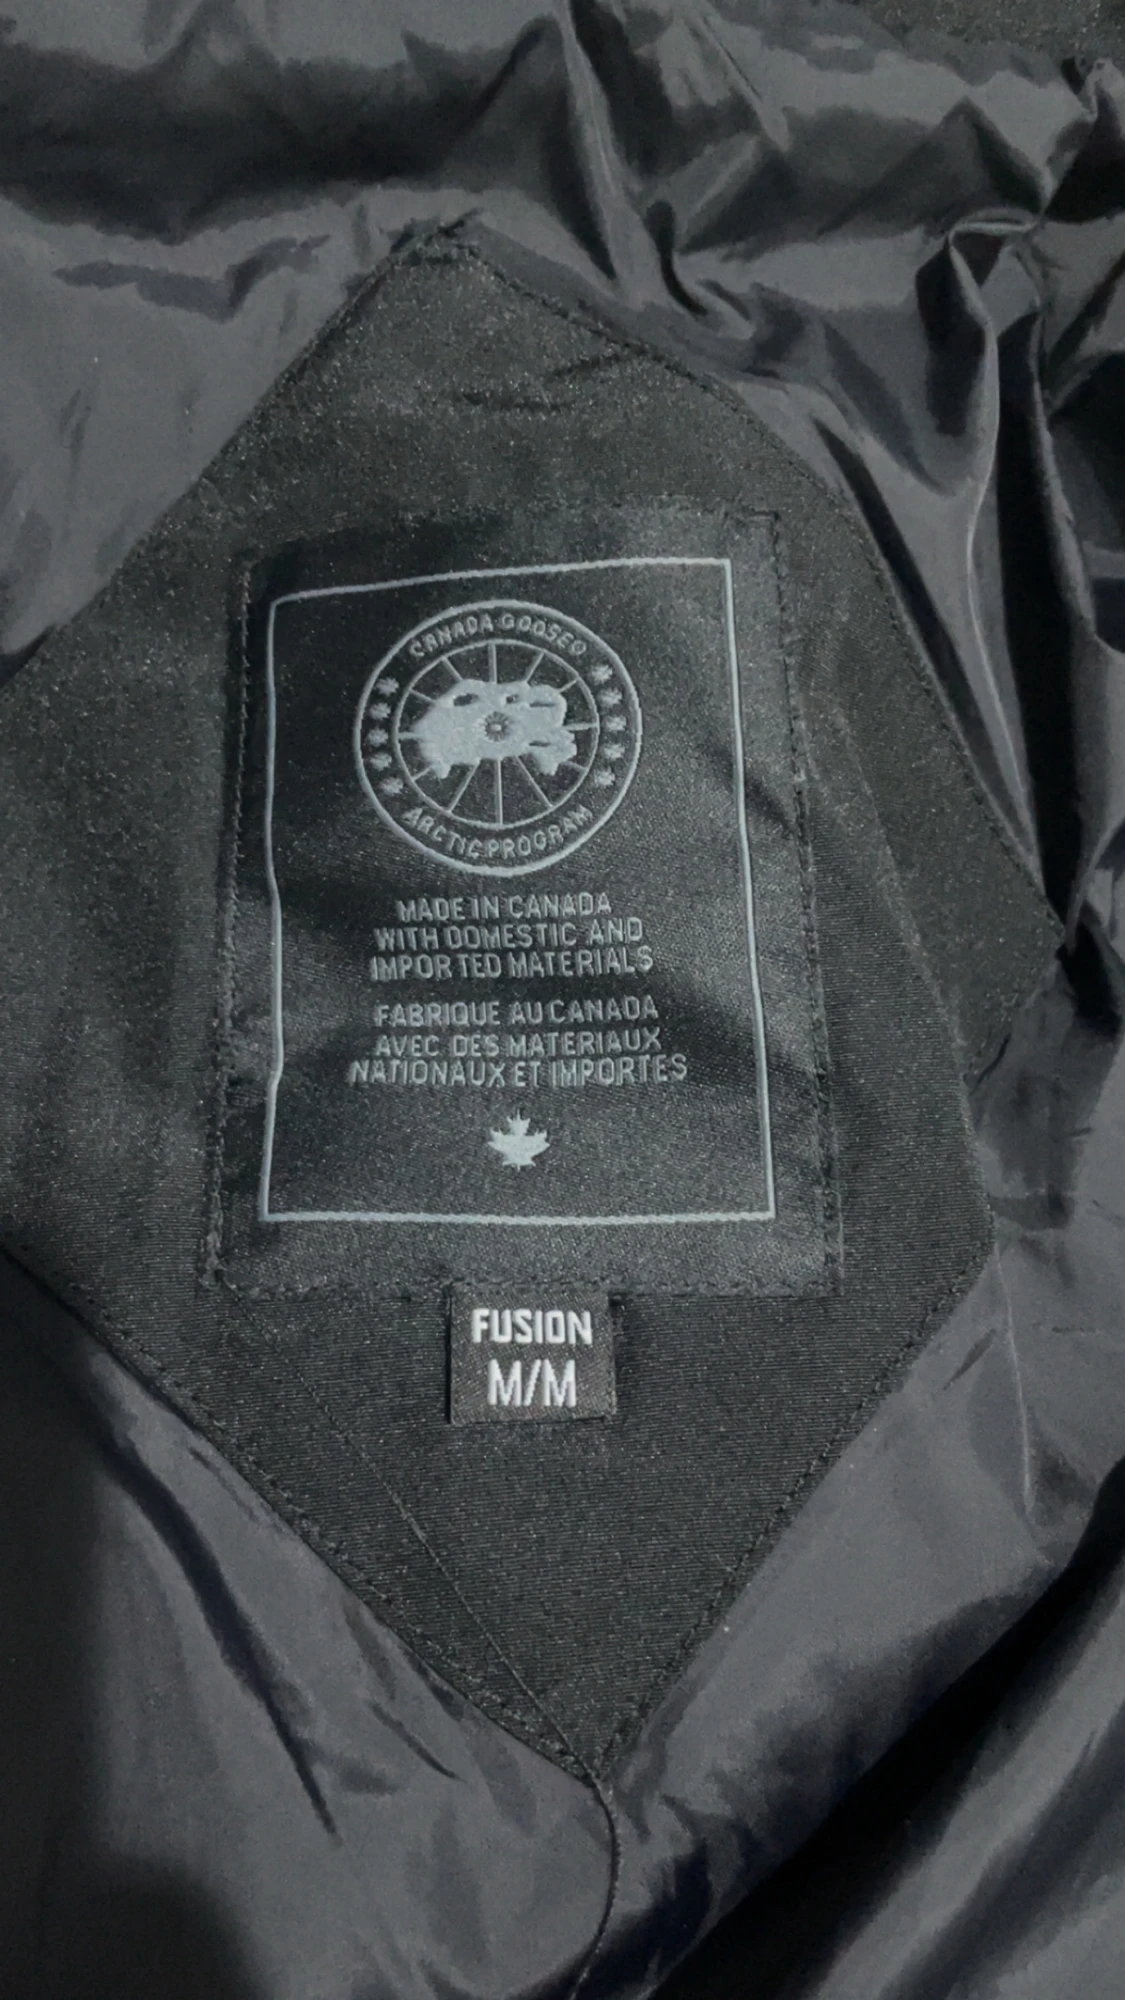 CANADA GOOSE®
ARCTIC PROGRAM
MADE IN CANADA
WITH DOMESTIC AND
IMPORTED MATERIALS
FABRIQUE AU CANADA
AVEC DES MATERIAUX
NATIONAUX ET IMPORTES
FUSION
M/M